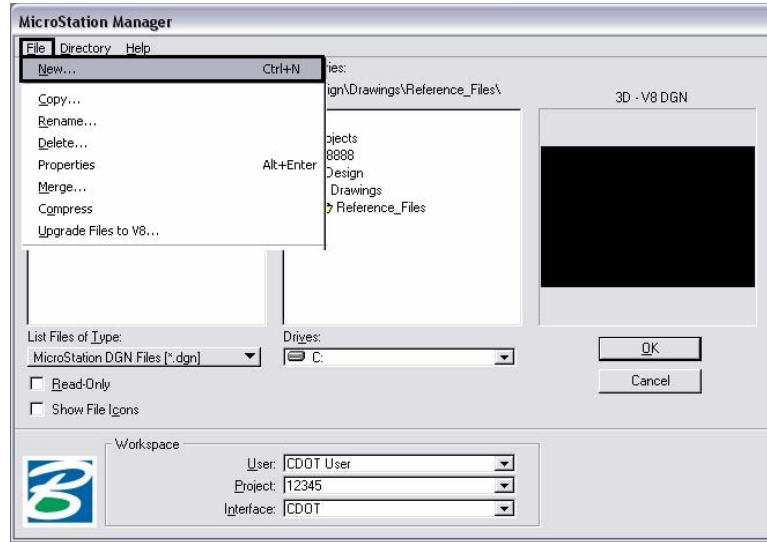 MicroStation Manager
File Directory Help
New... Ctrl+N
Copy...
Rename...
Delete...
Properties Alt+Enter
Merge...
Compress
Upgrade Files to V8...
ries:
ign\Drawings\Reference_Files\
ojects
8888
Design
Drawings
Reference_Files
3D - V8 DGN
List Files of Type:
MicroStation DGN Files [*.dgn]
Drives:
C:
Read-Only
Show File Icons
OK
Cancel
Workspace
User: CDOT User
Project: 12345
Interface: CDOT